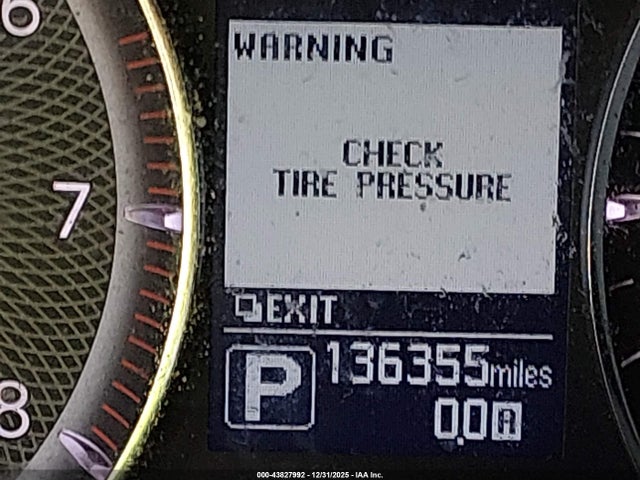 6
WARNING
CHECK
TIRE PRESSURE
7
EXIT
P 136355miles
8
0.0 A
000-43827992 - 12/31/2025 - IAA Inc.